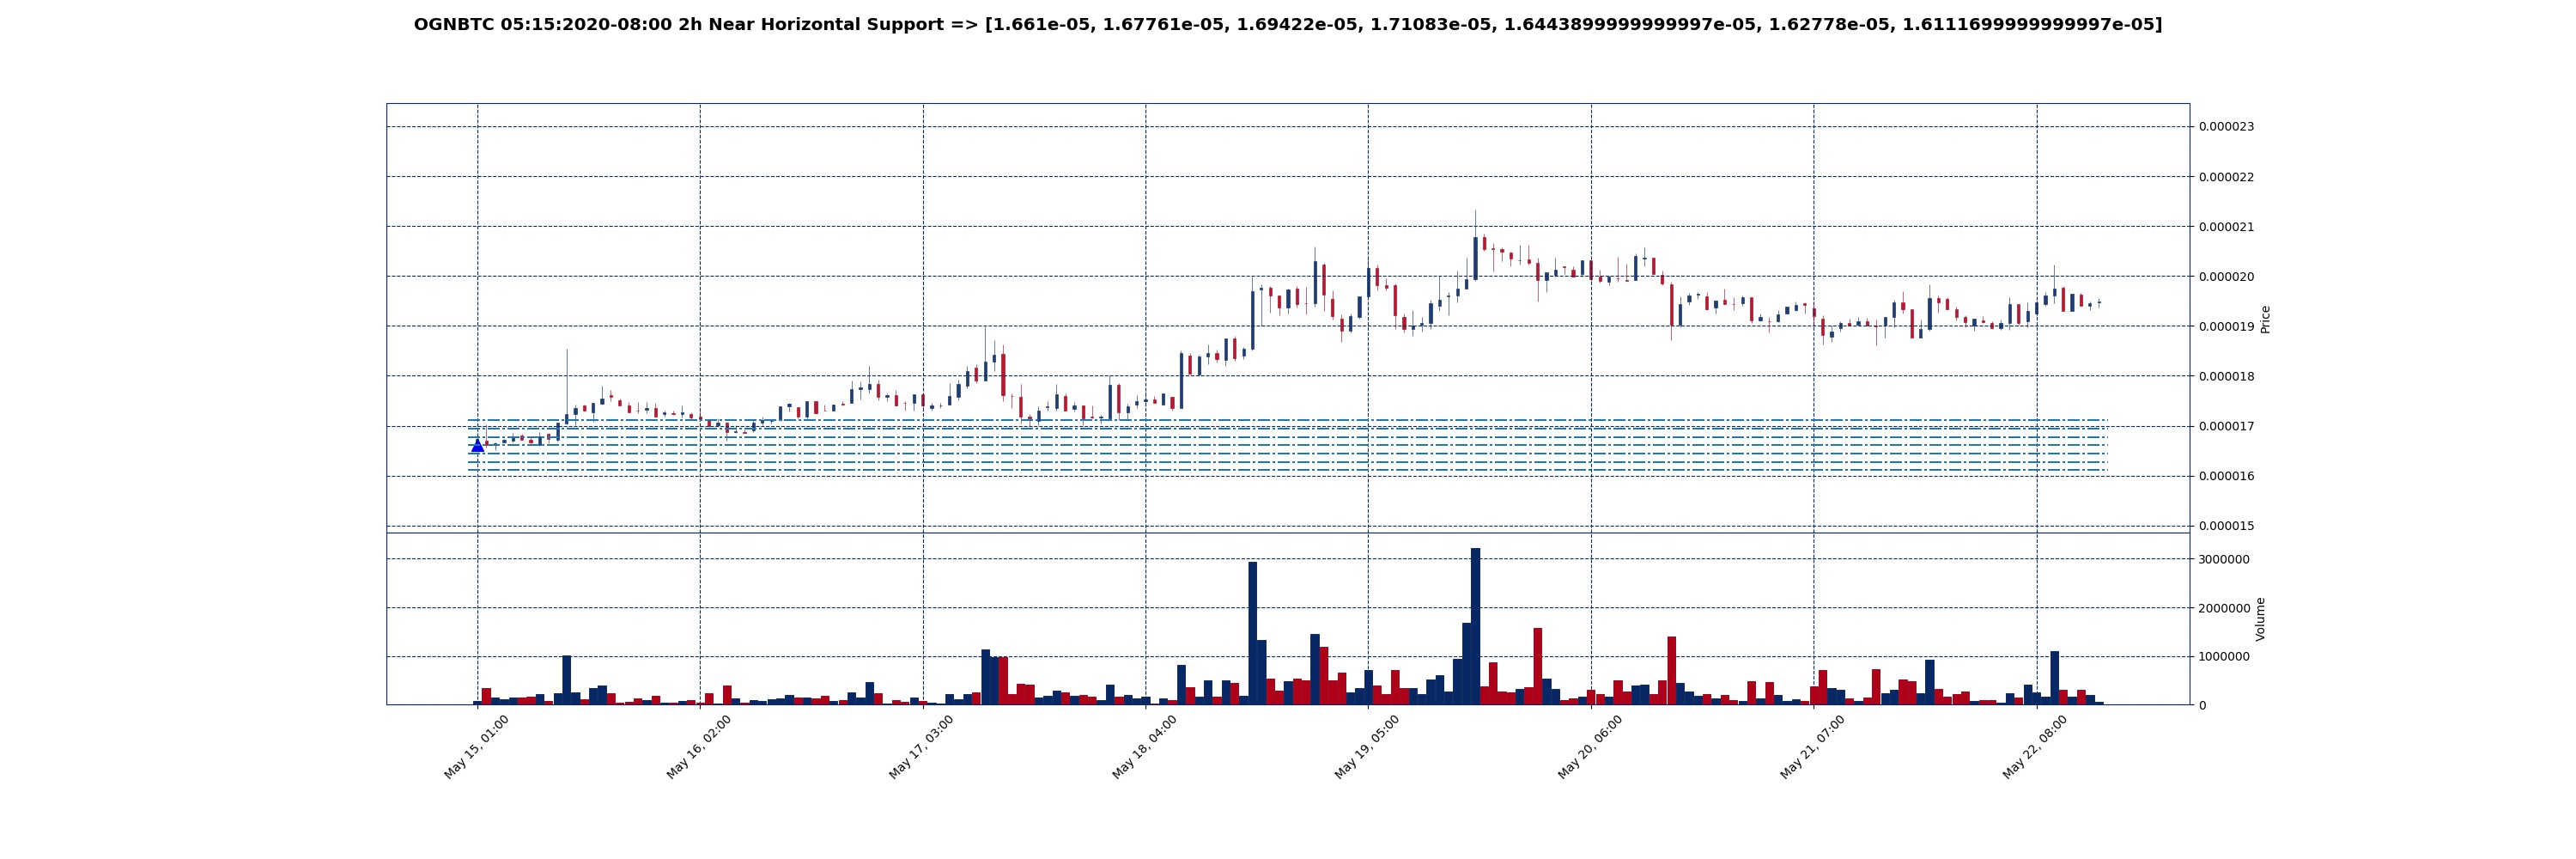 OGNBTC 05:15:2020-08:00 2h Near Horizontal Support => [1.661e-05, 1.67761e-05, 1.69422e-05, 1.71083e-05, 1.6443899999999997e-05, 1.62778e-05, 1.6111699999999997e-05]
0.000023
0.000022
0.000021
0.000020
0.000019
0.000018
0.000017
0.000016
0.000015
Price
3000000
2000000
1000000
0
Volume
May 15, 01:00
May 16, 02:00
May 17, 03:00
May 18, 04:00
May 19, 05:00
May 20, 06:00
May 21, 07:00
May 22, 08:00